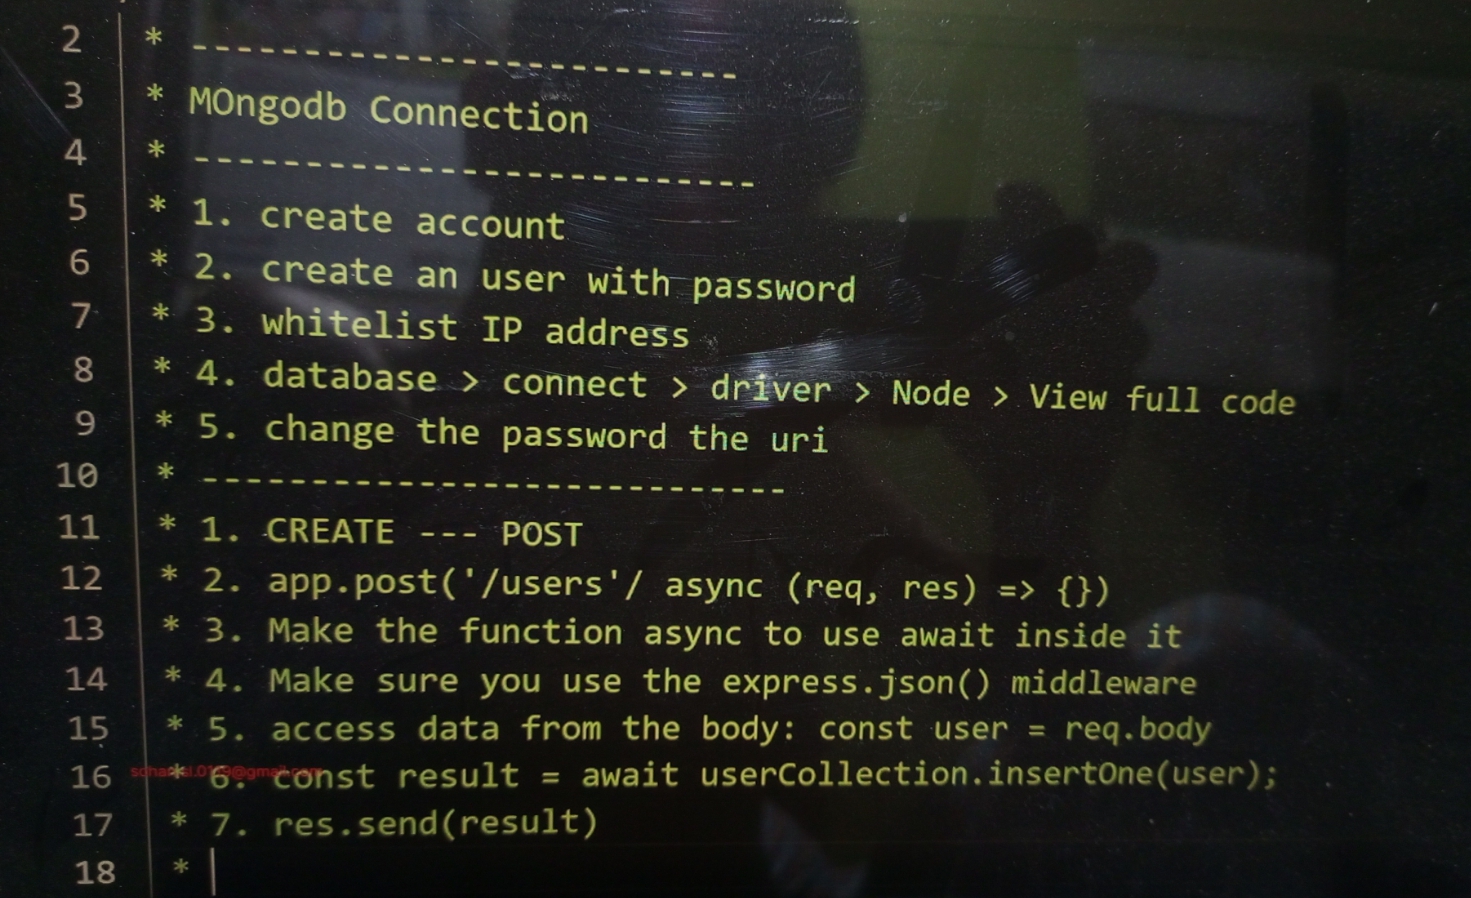 2 * -------------------------
3 * MOngodb Connection
4 * -------------------------
5 * 1. create account
6 * 2. create an user with password
7 * 3. whitelist IP address
8 * 4. database > connect > driver > Node > View full code
9 * 5. change the password the uri
10 * --------------------------
11 * 1. CREATE --- POST
12 * 2. app.post('/users'/ async (req, res) => {})
13 * 3. Make the function async to use await inside it
14 * 4. Make sure you use the express.json() middleware
15 * 5. access data from the body: const user = req.body
16 * 6. const result = await userCollection.insertOne(user);
17 * 7. res.send(result)
18 *